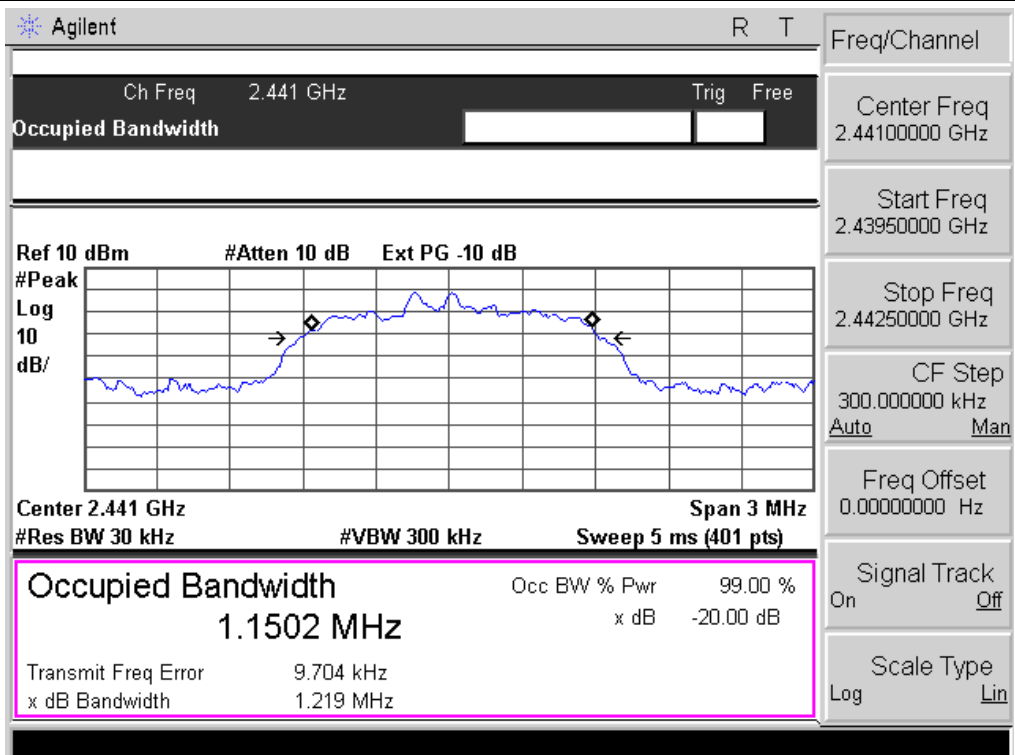 Agilent R T
Ch Freq 2.441 GHz Trig Free
Occupied Bandwidth
Ref 10 dBm #Atten 10 dB Ext PG -10 dB
#Peak
Log
10
dB/
Center 2.441 GHz Span 3 MHz
#Res BW 30 kHz #VBW 300 kHz Sweep 5 ms (401 pts)
Occupied Bandwidth Occ BW % Pwr 99.00 %
1.1502 MHz x dB -20.00 dB
Transmit Freq Error 9.704 kHz
x dB Bandwidth 1.219 MHz
Freq/Channel
Center Freq
2.44100000 GHz
Start Freq
2.43950000 GHz
Stop Freq
2.44250000 GHz
CF Step
300.000000 kHz
Auto Man
Freq Offset
0.00000000 Hz
Signal Track
On Off
Scale Type
Log Lin